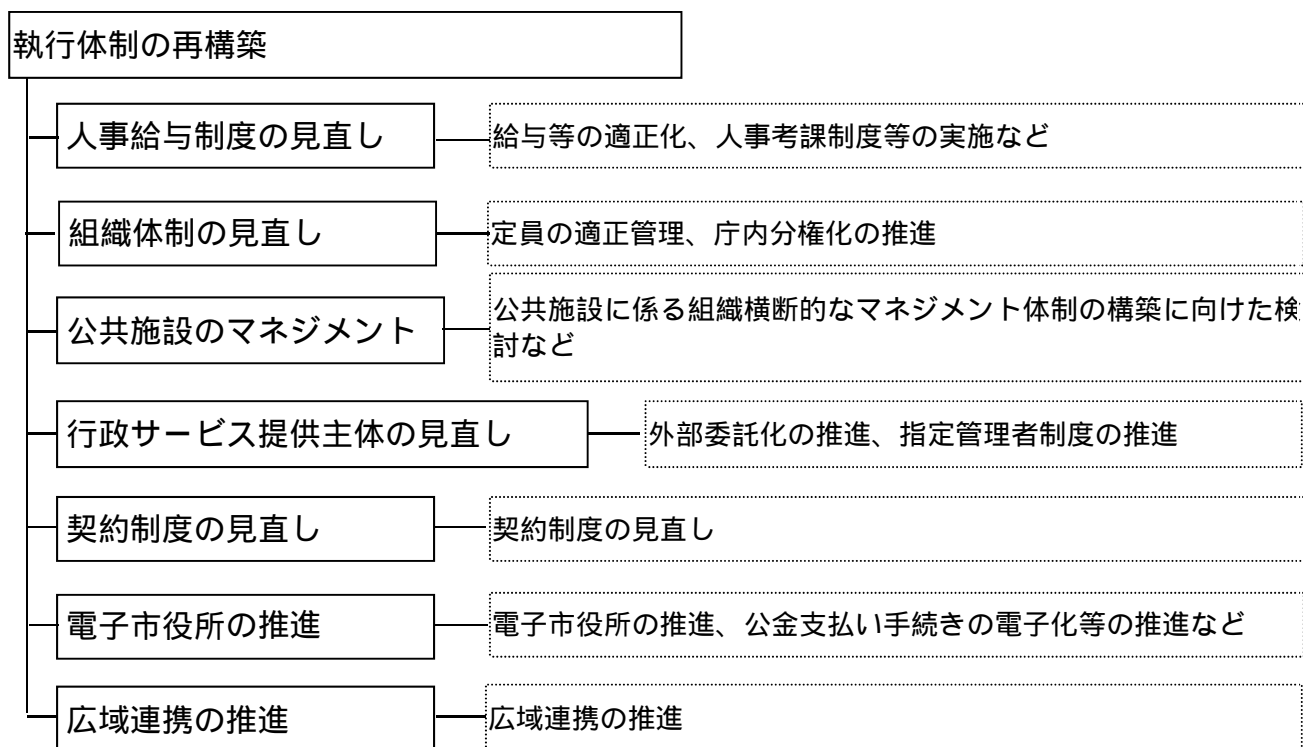 執行体制の再構築
人事給与制度の見直し
給与等の適正化、人事考課制度等の実施など
組織体制の見直し
定員の適正管理、庁内分権化の推進
公共施設のマネジメント
公共施設に係る組織横断的なマネジメント体制の構築に向けた検
討など
行政サービス提供主体の見直し
外部委託化の推進、指定管理者制度の推進
契約制度の見直し
契約制度の見直し
電子市役所の推進
電子市役所の推進、公金支払い手続きの電子化等の推進など
広域連携の推進
広域連携の推進